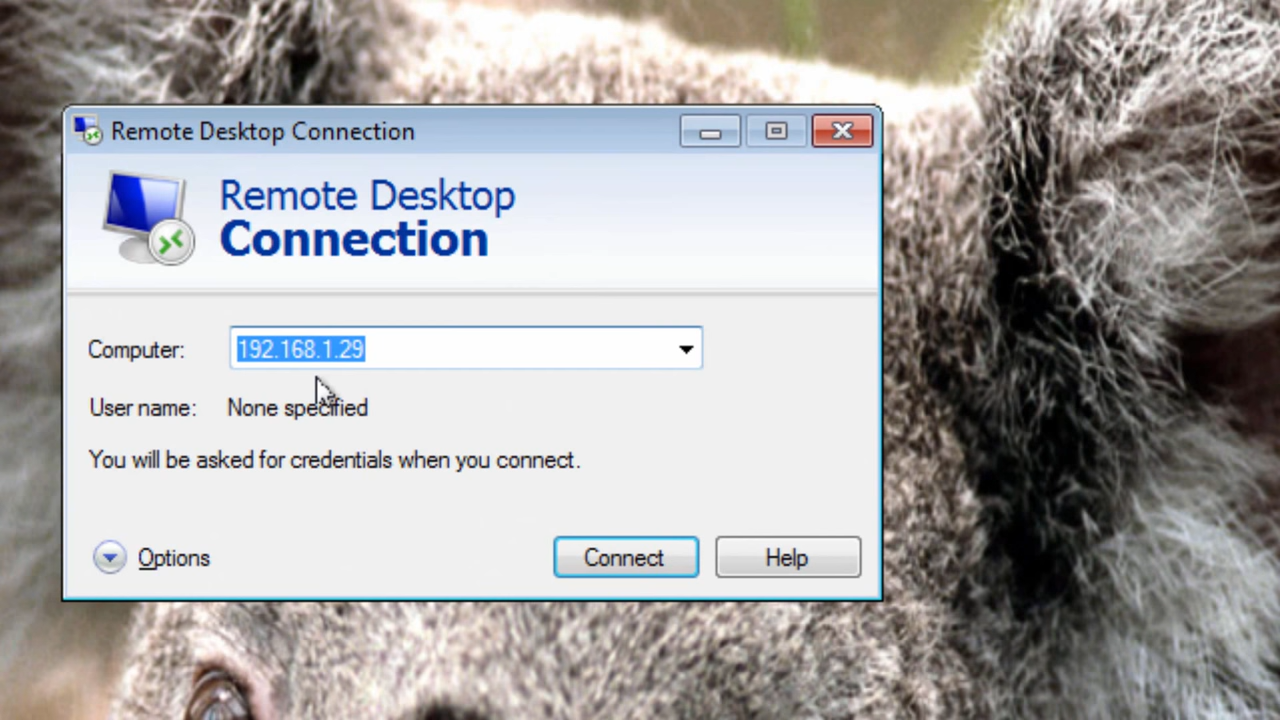 Remote Desktop Connection
Remote Desktop
Connection
Computer: 192.168.1.29
User name: None specified
You will be asked for credentials when you connect.
Options Connect Help